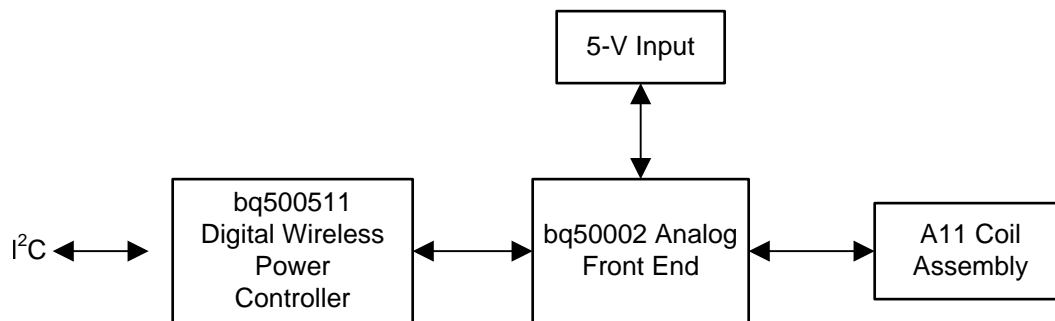 5-V Input
bq500511
Digital Wireless
Power
Controller
bq50002 Analog
Front End
A11 Coil
Assembly
I²C